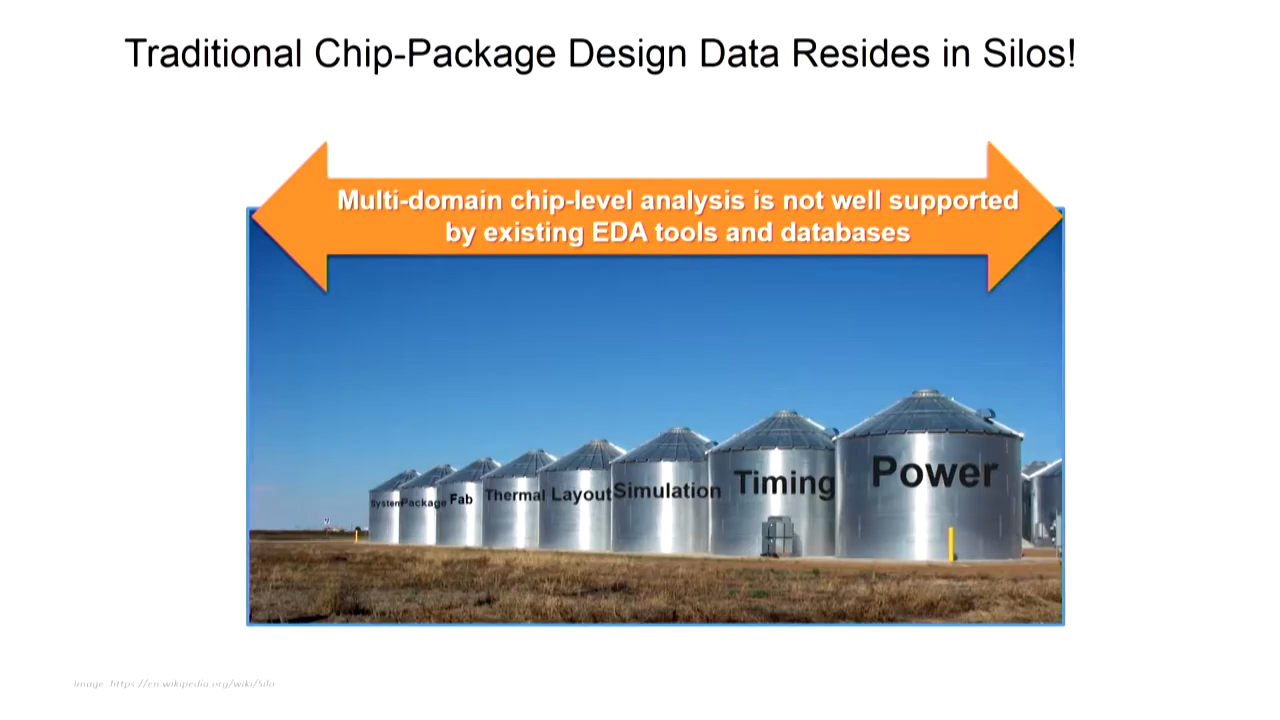 Traditional Chip-Package Design Data Resides in Silos!
Multi-domain chip-level analysis is not well supported
by existing EDA tools and databases
System Package Fab Thermal Layout Simulation Timing Power
Image: https://en.wikipedia.org/wiki/Silo